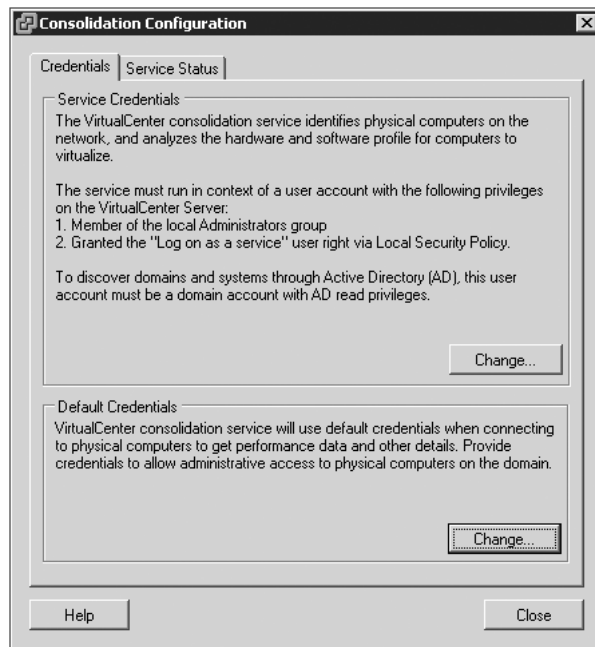 Consolidation Configuration
Credentials
Service Status
Service Credentials
The VirtualCenter consolidation service identifies physical computers on the
network, and analyzes the hardware and software profile for computers to
virtualize.
The service must run in context of a user account with the following privileges
on the VirtualCenter Server:
1. Member of the local Administrators group
2. Granted the "Log on as a service" user right via Local Security Policy.
To discover domains and systems through Active Directory (AD), this user
account must be a domain account with AD read privileges.
Change...
Default Credentials
VirtualCenter consolidation service will use default credentials when connecting
to physical computers to get performance data and other details. Provide
credentials to allow administrative access to physical computers on the domain.
Change...
Help
Close